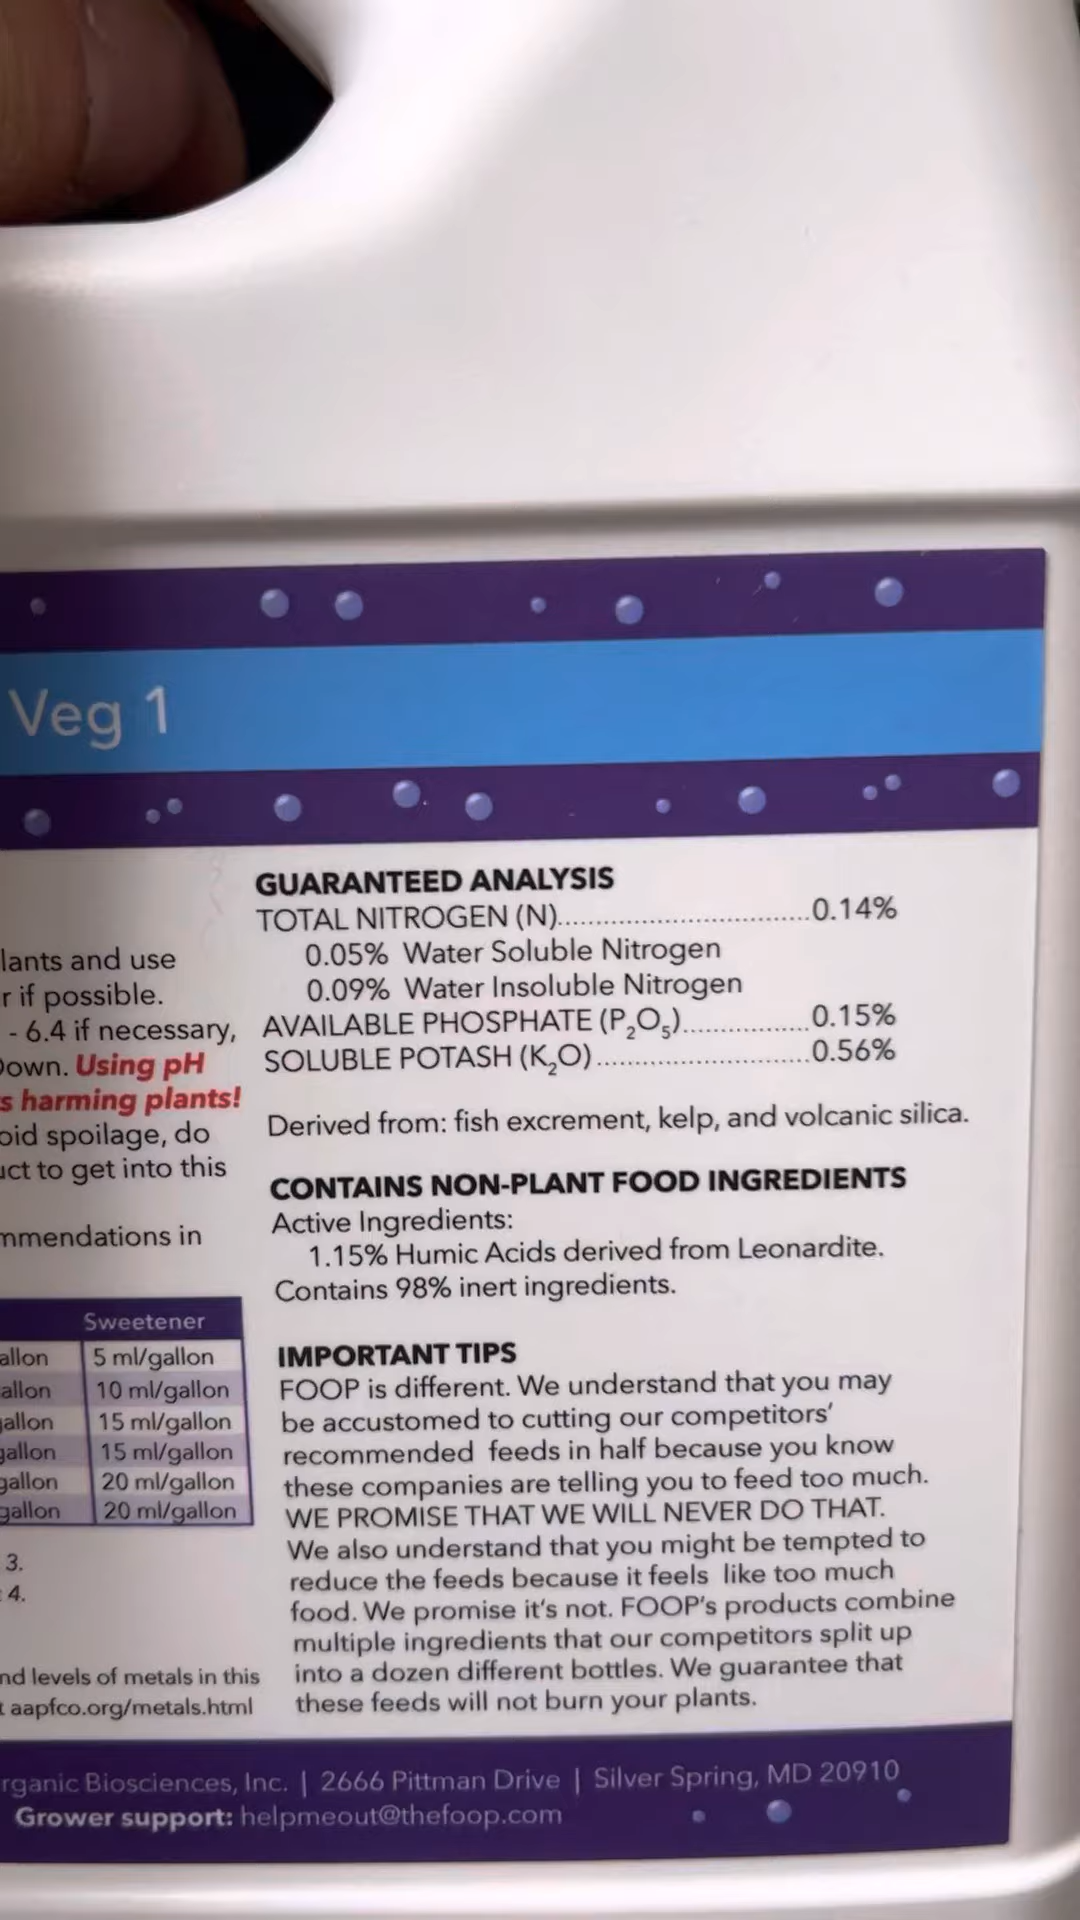 Veg 1
GUARANTEED ANALYSIS
TOTAL NITROGEN (N)..................................0.14%
0.05% Water Soluble Nitrogen
0.09% Water Insoluble Nitrogen
AVAILABLE PHOSPHATE (P₂O₅)................0.15%
SOLUBLE POTASH (K₂O)...........................0.56%
Derived from: fish excrement, kelp, and volcanic silica.
CONTAINS NON-PLANT FOOD INGREDIENTS
Active Ingredients:
1.15% Humic Acids derived from Leonardite.
Contains 98% inert ingredients.
IMPORTANT TIPS
FOOP is different. We understand that you may
be accustomed to cutting our competitors'
recommended feeds in half because you know
these companies are telling you to feed too much.
WE PROMISE THAT WE WILL NEVER DO THAT.
We also understand that you might be tempted to
reduce the feeds because it feels like too much
food. We promise it's not. FOOP's products combine
multiple ingredients that our competitors split up
into a dozen different bottles. We guarantee that
these feeds will not burn your plants.
lants and use
r if possible.
- 6.4 if necessary,
Down. Using pH
s harming plants!
oid spoilage, do
uct to get into this
mmendations in
Sweetener
allon 5 ml/gallon
allon 10 ml/gallon
gallon 15 ml/gallon
gallon 15 ml/gallon
gallon 20 ml/gallon
gallon 20 ml/gallon
3.
4.
nd levels of metals in this
t aapfco.org/metals.html
rganic Biosciences, Inc. | 2666 Pittman Drive | Silver Spring, MD 20910
Grower support: helpmeout@thefoop.com